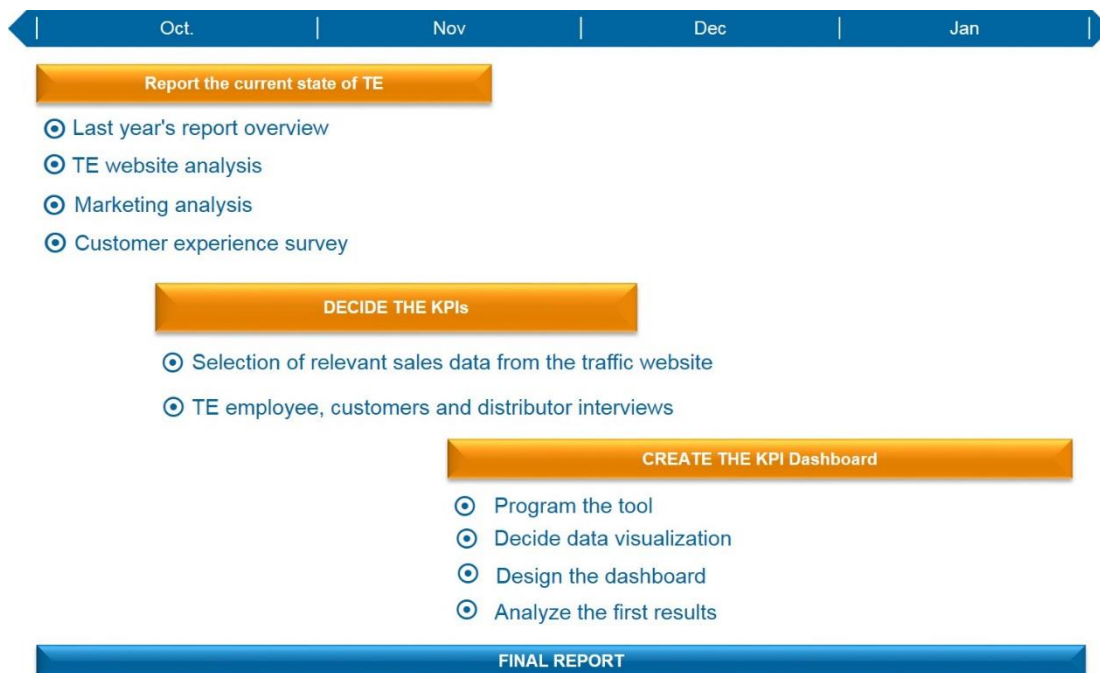 Oct. Nov Dec Jan
Report the current state of TE
Last year's report overview
TE website analysis
Marketing analysis
Customer experience survey
DECIDE THE KPIs
Selection of relevant sales data from the traffic website
TE employee, customers and distributor interviews
CREATE THE KPI Dashboard
Program the tool
Decide data visualization
Design the dashboard
Analyze the first results
FINAL REPORT